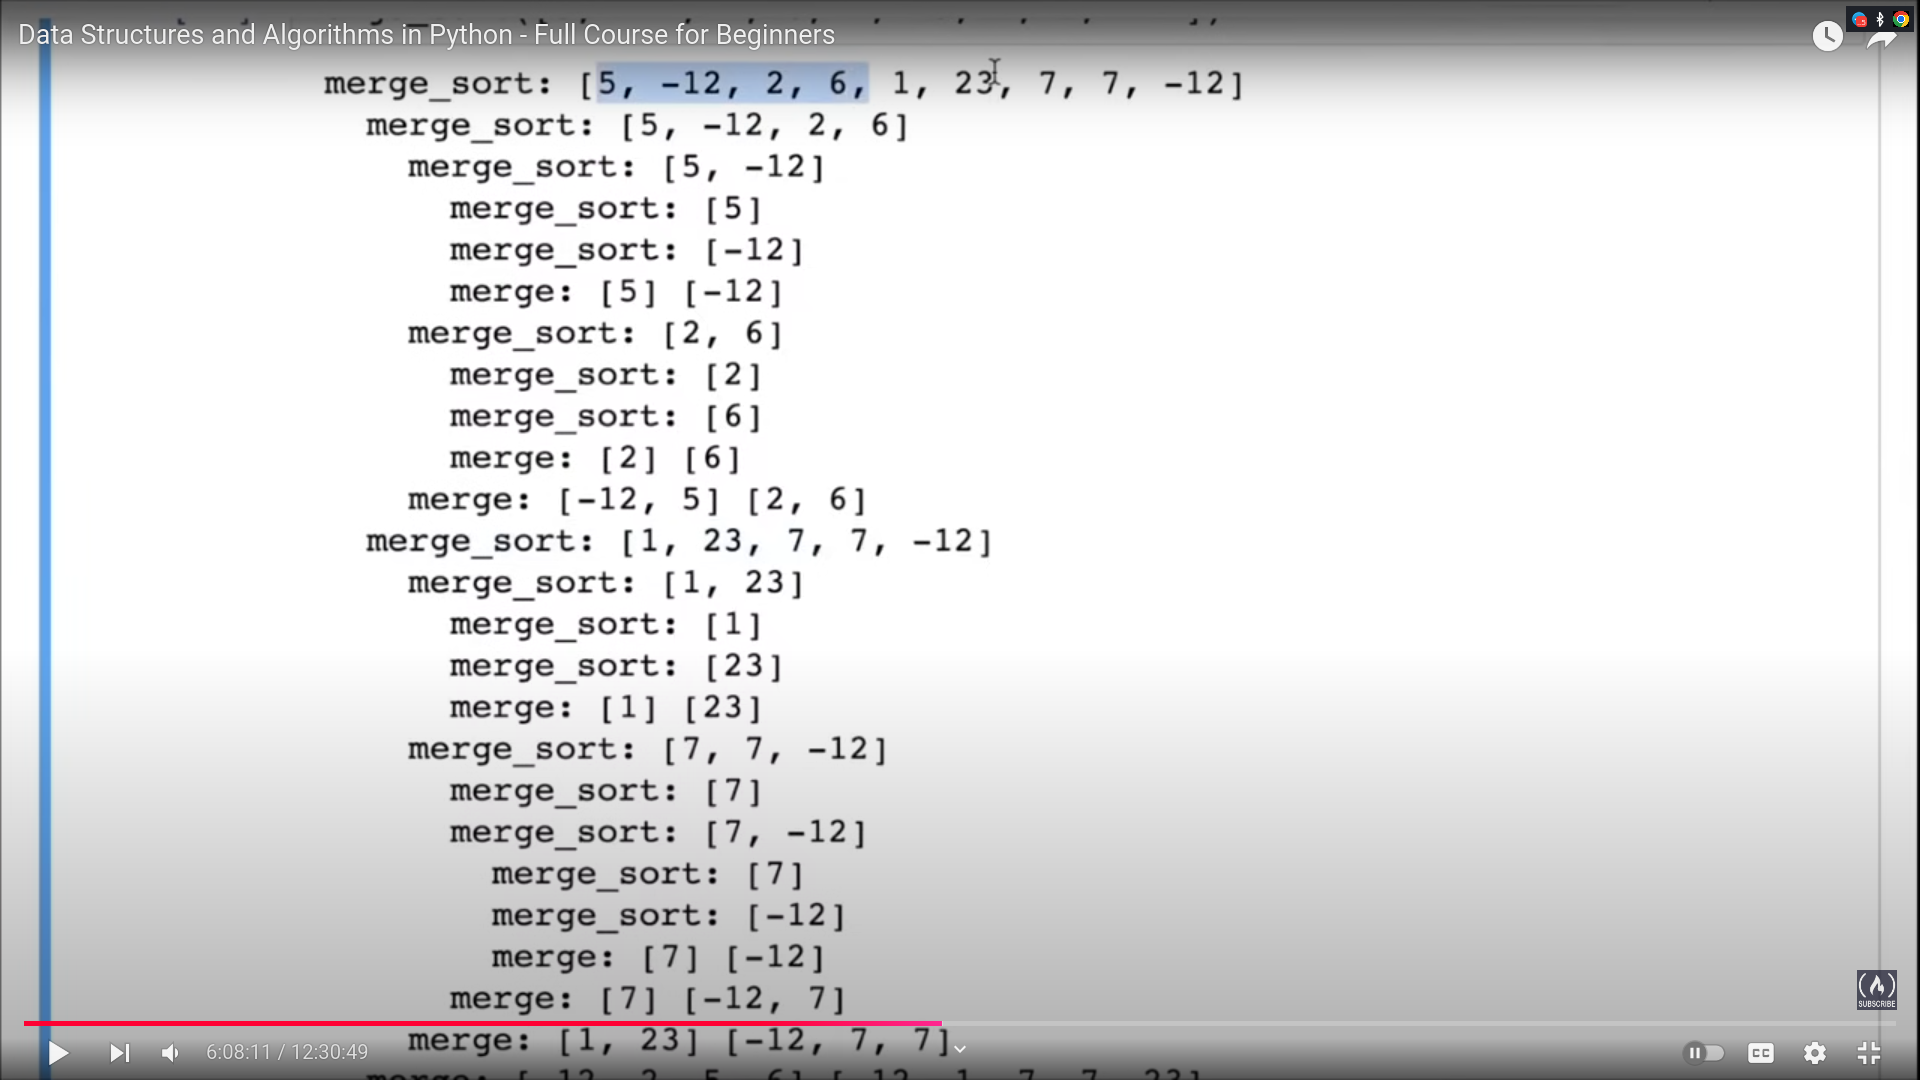 Data Structures and Algorithms in Python - Full Course for Beginners
merge_sort: [5, -12, 2, 6, 1, 23, 7, 7, -12]
merge_sort: [5, -12, 2, 6]
merge_sort: [5, -12]
merge_sort: [5]
merge_sort: [-12]
merge: [5] [-12]
merge_sort: [2, 6]
merge_sort: [2]
merge_sort: [6]
merge: [2] [6]
merge: [-12, 5] [2, 6]
merge_sort: [1, 23, 7, 7, -12]
merge_sort: [1, 23]
merge_sort: [1]
merge_sort: [23]
merge: [1] [23]
merge_sort: [7, 7, -12]
merge_sort: [7]
merge_sort: [7, -12]
merge_sort: [7]
merge_sort: [-12]
merge: [7] [-12]
merge: [7] [-12, 7]
merge: [1, 23] [-12, 7, 7]
SUBSCRIBE
6:08:11 / 12:30:49
CC